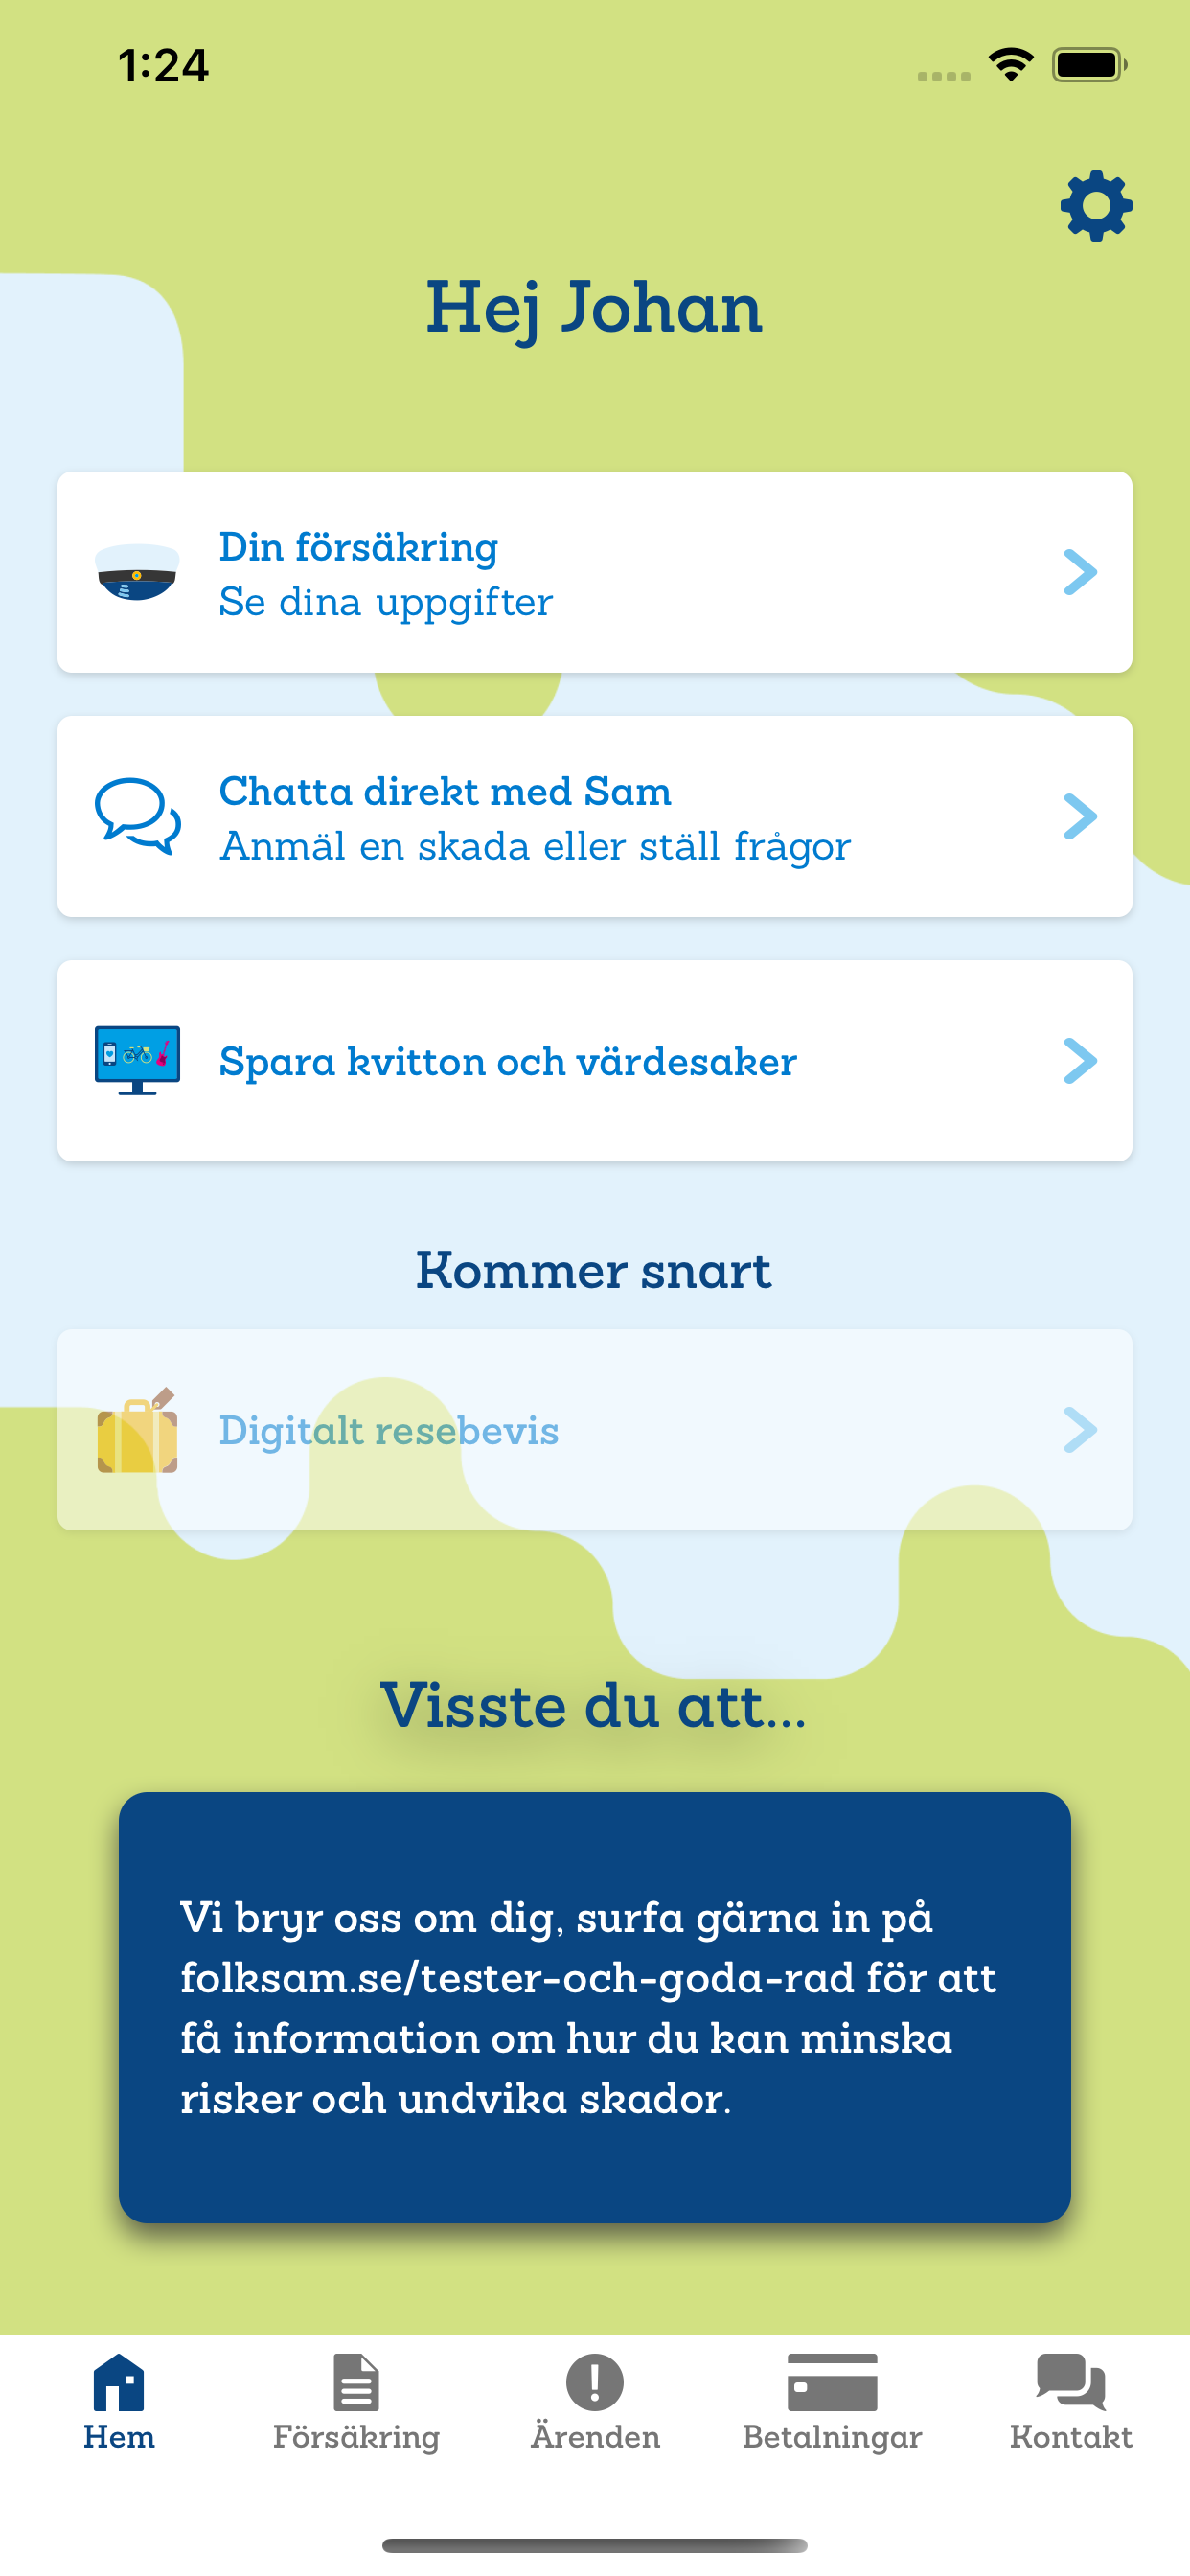 1:24
Hej Johan
Din försäkring
Se dina uppgifter
Chatta direkt med Sam
Anmäl en skada eller ställ frågor
Spara kvitton och värdesaker
Kommer snart
Digitalt resebevis
Visste du att...
Vi bryr oss om dig, surfa gärna in på
folksam.se/tester-och-goda-rad för att
få information om hur du kan minska
risker och undvika skador.
Hem
Försäkring
Ärenden
Betalningar
Kontakt